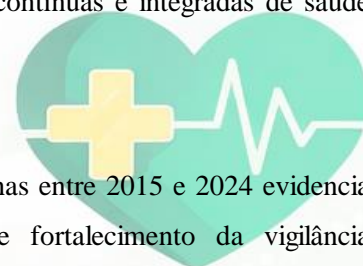 contínuas e integradas de saúde
nas entre 2015 e 2024 evidencia
e fortalecimento da vigilância